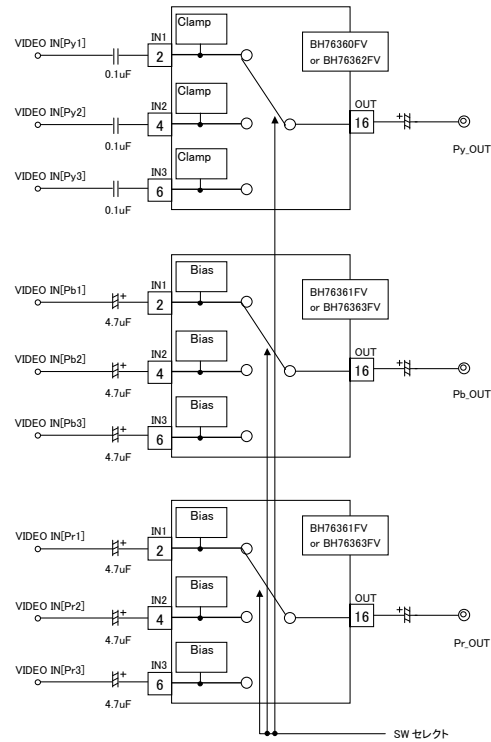 Clamp
VIDEO IN[Py1]
IN1
2
0.1uF
BH76360FV
or BH76362FV
Clamp
VIDEO IN[Py2]
IN2
4
0.1uF
OUT
16
+
Py_OUT
Clamp
VIDEO IN[Py3]
IN3
6
0.1uF
Bias
VIDEO IN[Pb1]
IN1
2
+
4.7uF
BH76361FV
or BH76363FV
Bias
VIDEO IN[Pb2]
IN2
4
+
4.7uF
OUT
16
+
Pb_OUT
Bias
VIDEO IN[Pb3]
IN3
6
+
4.7uF
Bias
VIDEO IN[Pr1]
IN1
2
+
4.7uF
BH76361FV
or BH76363FV
Bias
VIDEO IN[Pr2]
IN2
4
+
4.7uF
OUT
16
+
Pr_OUT
Bias
VIDEO IN[Pr3]
IN3
6
+
4.7uF
SW セレクト